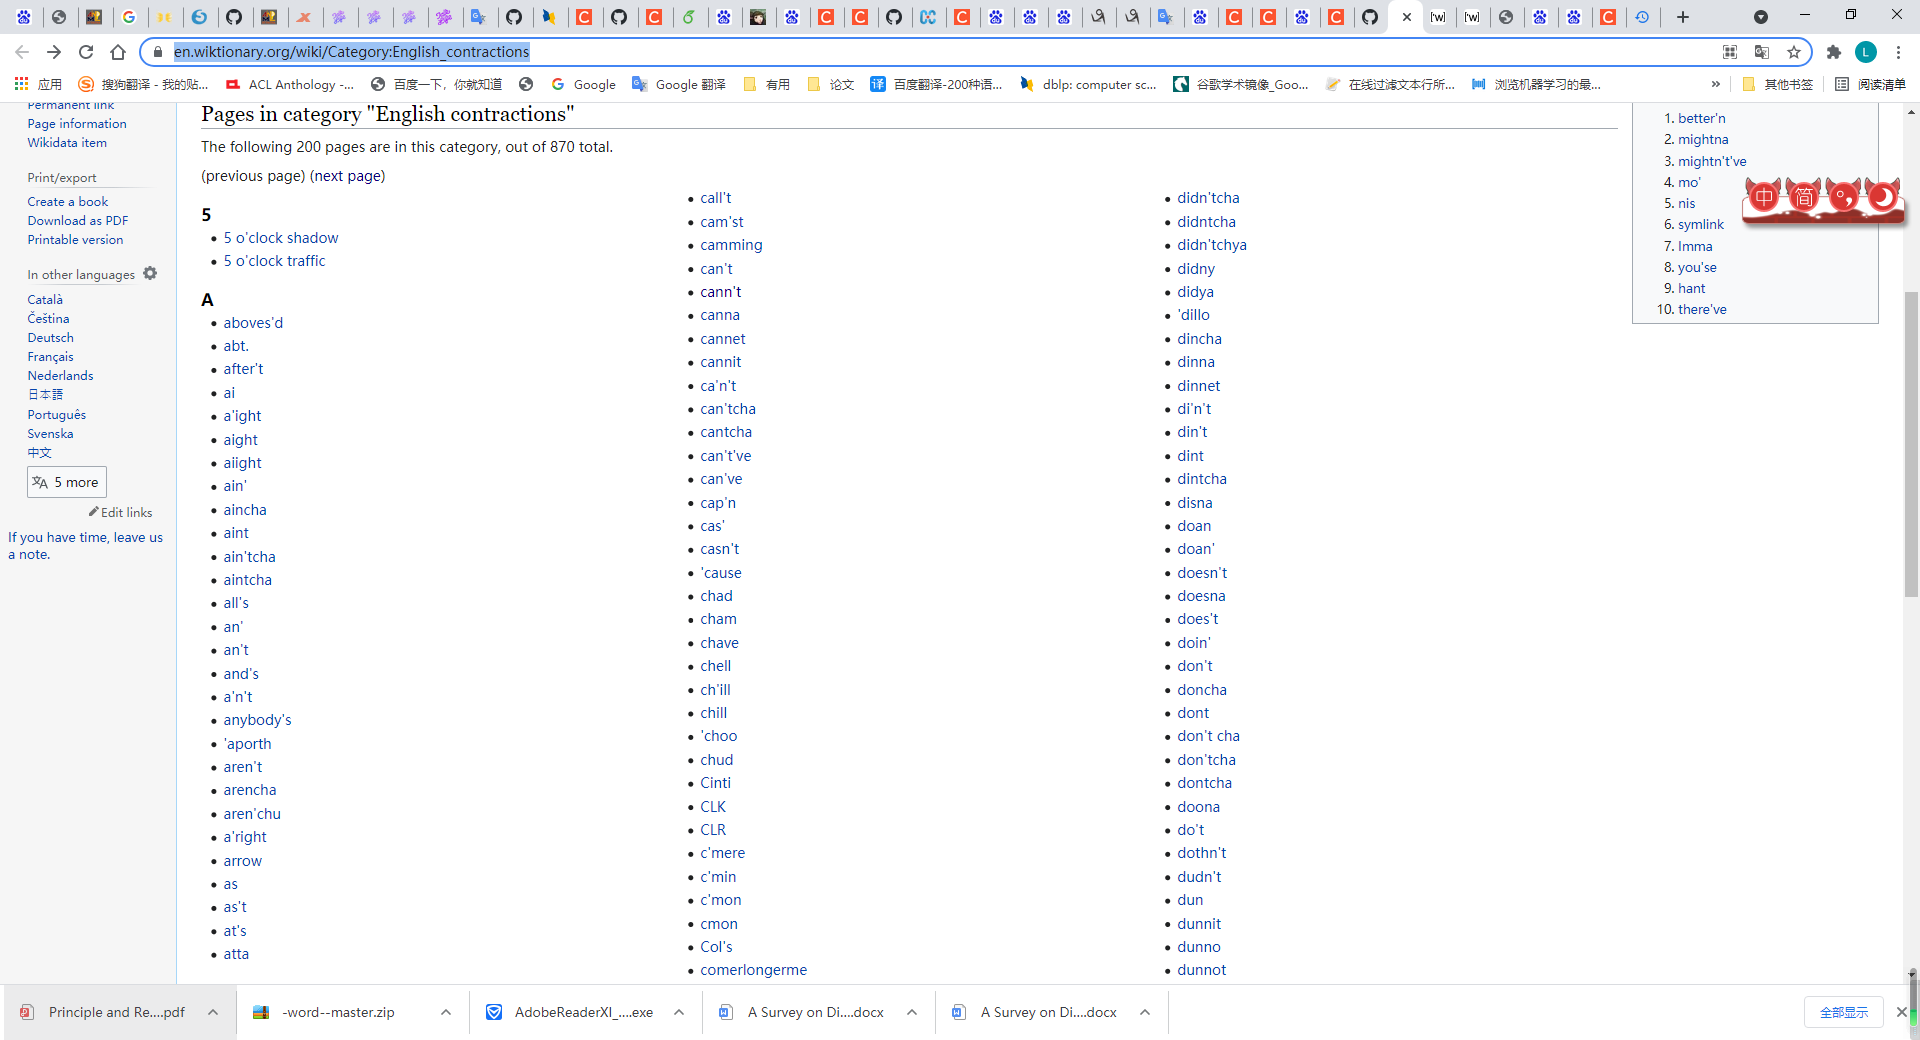 en.wiktionary.org/wiki/Category:English_contractions
L
应用
搜狗翻译 - 我的贴...
ACL Anthology -...
百度一下，你就知道
Google
Google 翻译
有用
论文
百度翻译-200种语...
dblp: computer sc...
谷歌学术镜像_Goo...
在线过滤文本行所...
浏览机器学习的最...
»
其他书签
阅读清单
Permanent link
Page information
Wikidata item
Print/export
Create a book
Download as PDF
Printable version
In other languages
Català
Čeština
Deutsch
Français
Nederlands
日本語
Português
Svenska
中文
5 more
Edit links
If you have time, leave us
a note.
Pages in category "English contractions"
The following 200 pages are in this category, out of 870 total.
(previous page) (next page)
5
5 o'clock shadow
5 o'clock traffic
A
aboves'd
abt.
after't
ai
a'ight
aight
aiight
ain'
aincha
aint
ain'tcha
aintcha
all's
an'
an't
and's
a'n't
anybody's
'aporth
aren't
arencha
aren'chu
a'right
arrow
as
as't
at's
atta
call't
cam'st
camming
can't
cann't
canna
cannet
cannit
ca'n't
can'tcha
cantcha
can't've
can've
cap'n
cas'
casn't
'cause
chad
cham
chave
chell
ch'ill
chill
'choo
chud
Cinti
CLK
CLR
c'mere
c'min
c'mon
cmon
Col's
comerlongerme
didn'tcha
didntcha
didn'tchya
didny
didya
'dillo
dincha
dinna
dinnet
di'n't
din't
dint
dintcha
disna
doan
doan'
doesn't
doesna
does't
doin'
don't
doncha
dont
don't cha
don'tcha
dontcha
doona
do't
dothn't
dudn't
dun
dunnit
dunno
dunnot
1. better'n
2. mightna
3. mightn't've
4. mo'
5. nis
6. symlink
7. Imma
8. you'se
9. hant
10. there've
中 简
Principle and Re....pdf
-word--master.zip
AdobeReaderXI_....exe
A Survey on Di....docx
A Survey on Di....docx
全部显示